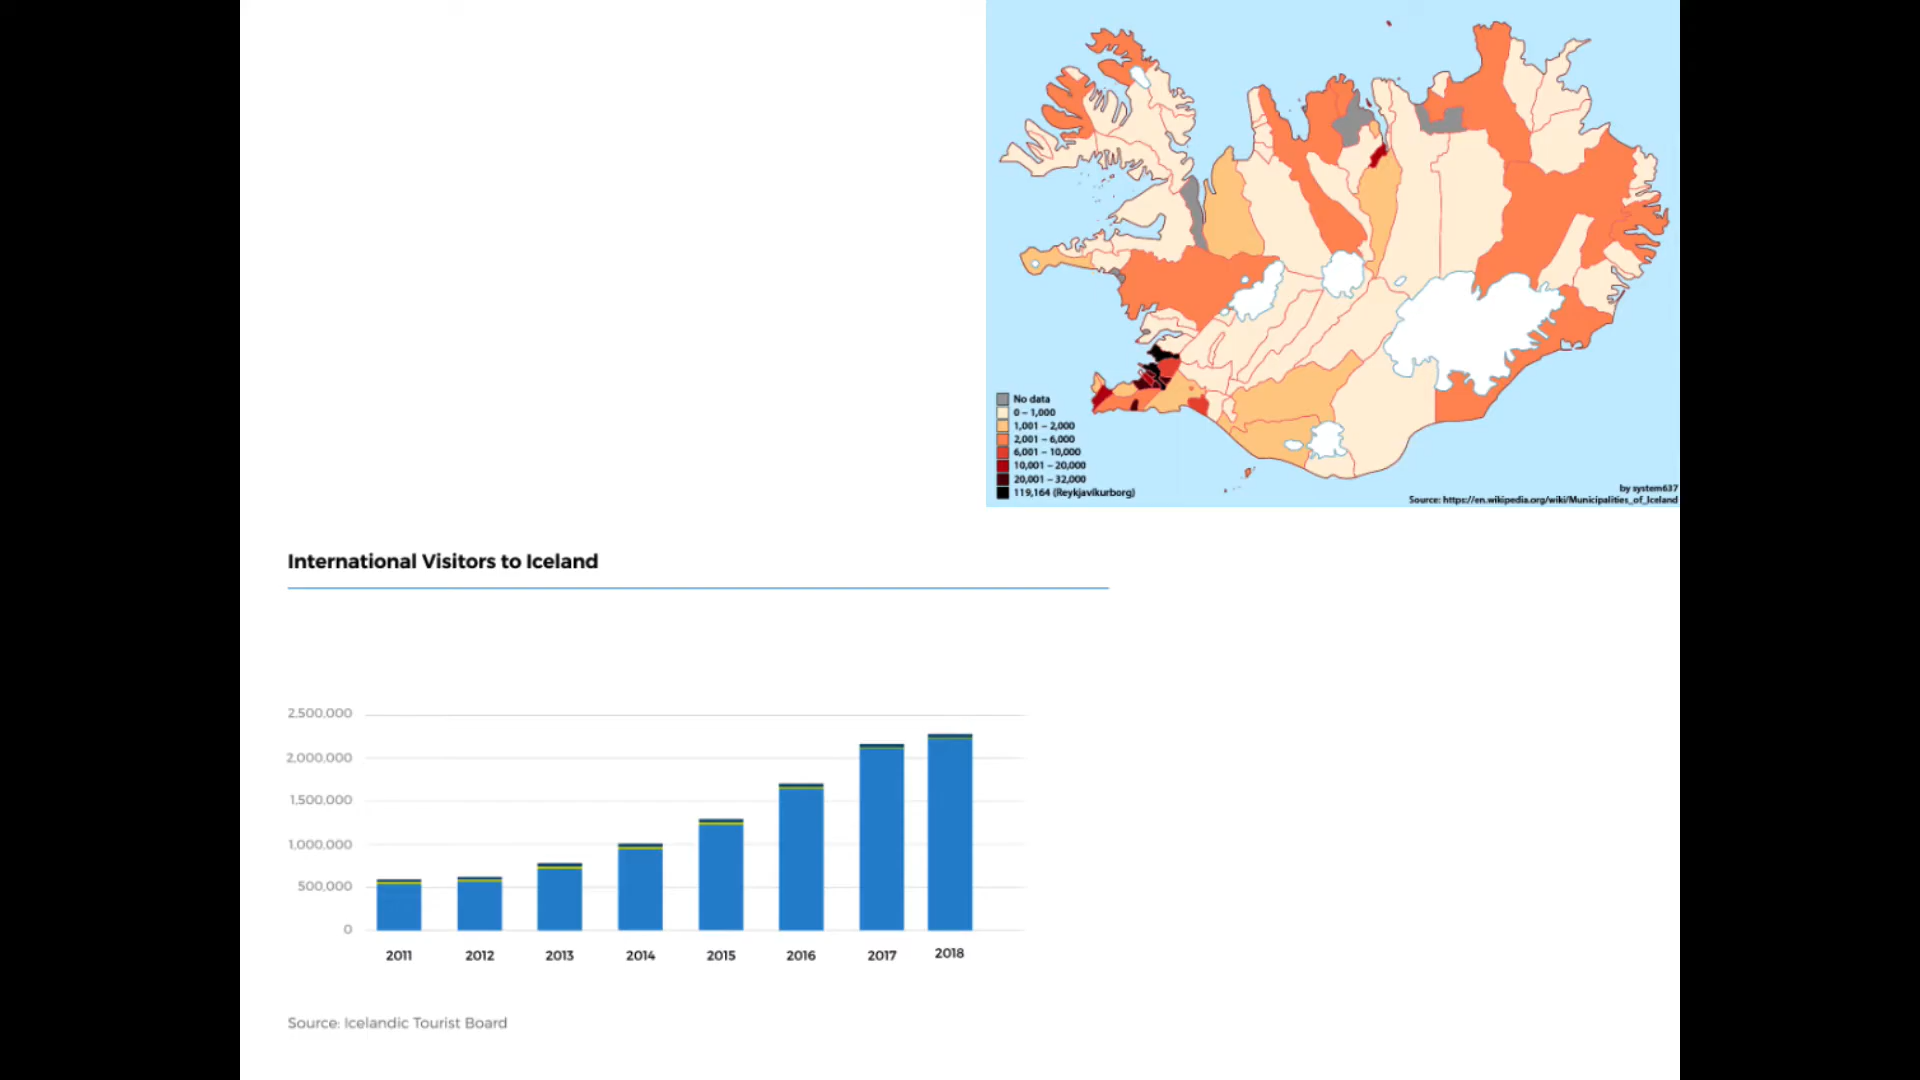 No data
0 – 1,000
1,001 – 2,000
2,001 – 6,000
6,001 – 10,000
10,001 – 20,000
20,001 – 32,000
119,164 (Reykjavíkurborg)
by system637
Source: https://en.wikipedia.org/wiki/Municipalities_of_Iceland
International Visitors to Iceland
2,500,000
2,000,000
1,500,000
1,000,000
500,000
0
2011 2012 2013 2014 2015 2016 2017 2018
Source: Icelandic Tourist Board